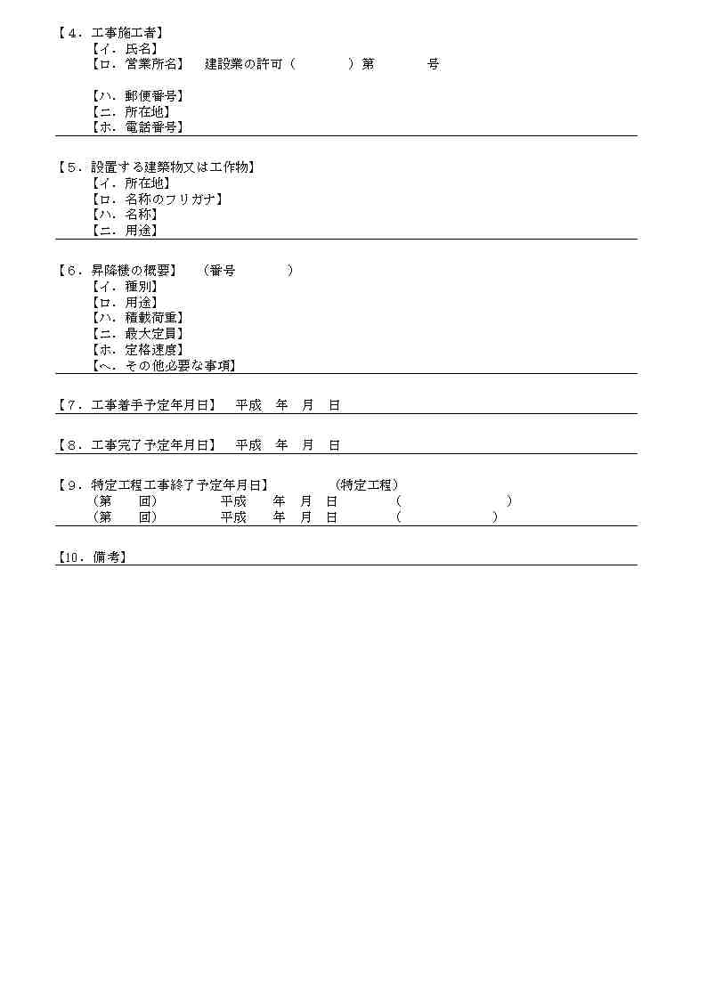 【４．工事施工者】
【イ．氏名】
【ロ．営業所名】　建設業の許可（　　　　）第　　　　号
【ハ．郵便番号】
【ニ．所在地】
【ホ．電話番号】
【５．設置する建築物又は工作物】
【イ．所在地】
【ロ．名称のフリガナ】
【ハ．名称】
【ニ．用途】
【６．昇降機の概要】　（番号　　　　）
【イ．種別】
【ロ．用途】
【ハ．積載荷重】
【ニ．最大定員】
【ホ．定格速度】
【ヘ．その他必要な事項】
【７．工事着手予定年月日】　平成　年　月　日
【８．工事完了予定年月日】　平成　年　月　日
【９．特定工程工事終了予定年月日】　　　　　（特定工程）
（第　　回）　　　　　平成　　年　月　日　　　　（　　　　　　　　）
（第　　回）　　　　　平成　　年　月　日　　　　（　　　　　　　）
【10．備考】